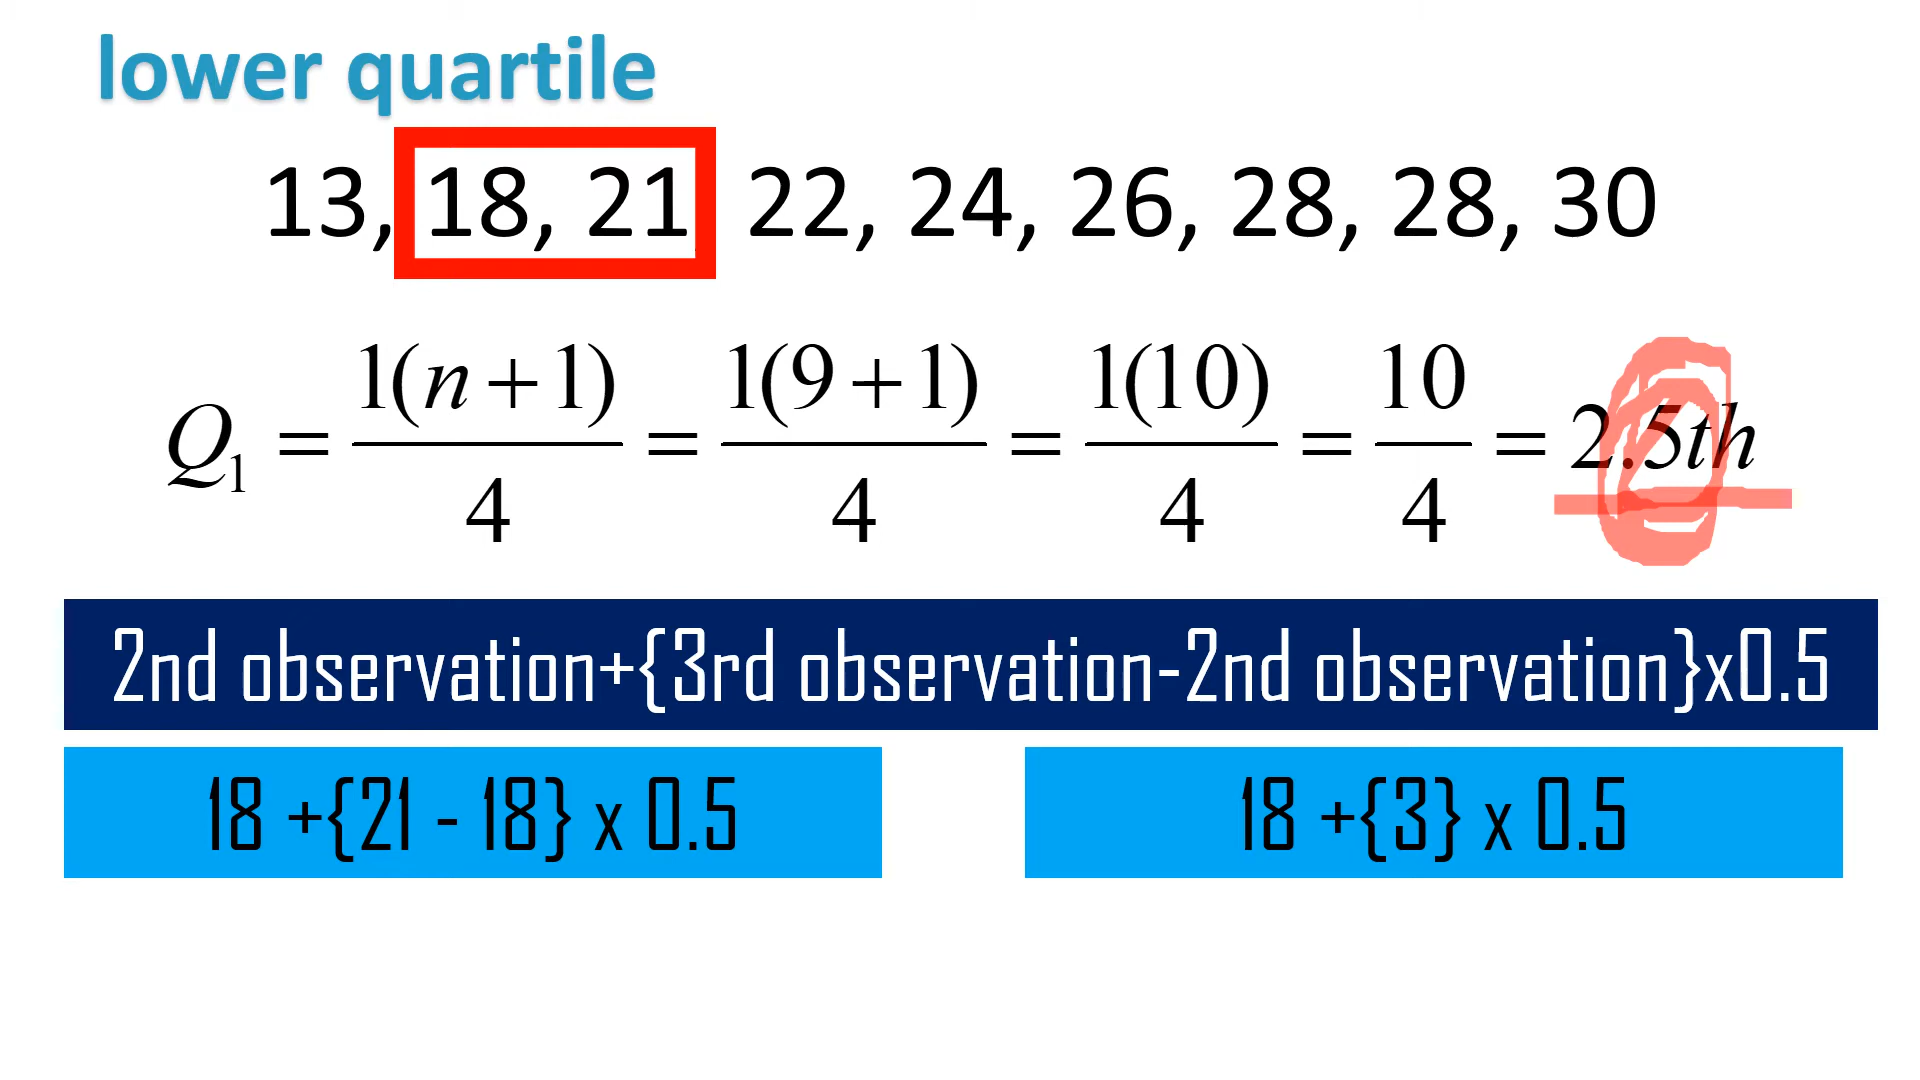 lower quartile
13, 18, 21 22, 24, 26, 28, 28, 30
Q₁ = 1(n+1)/4 = 1(9+1)/4 = 1(10)/4 = 10/4 = 2.5th
2nd observation+{3rd observation-2nd observation}x0.5
18 +{21 - 18} x 0.5
18 +{3} x 0.5